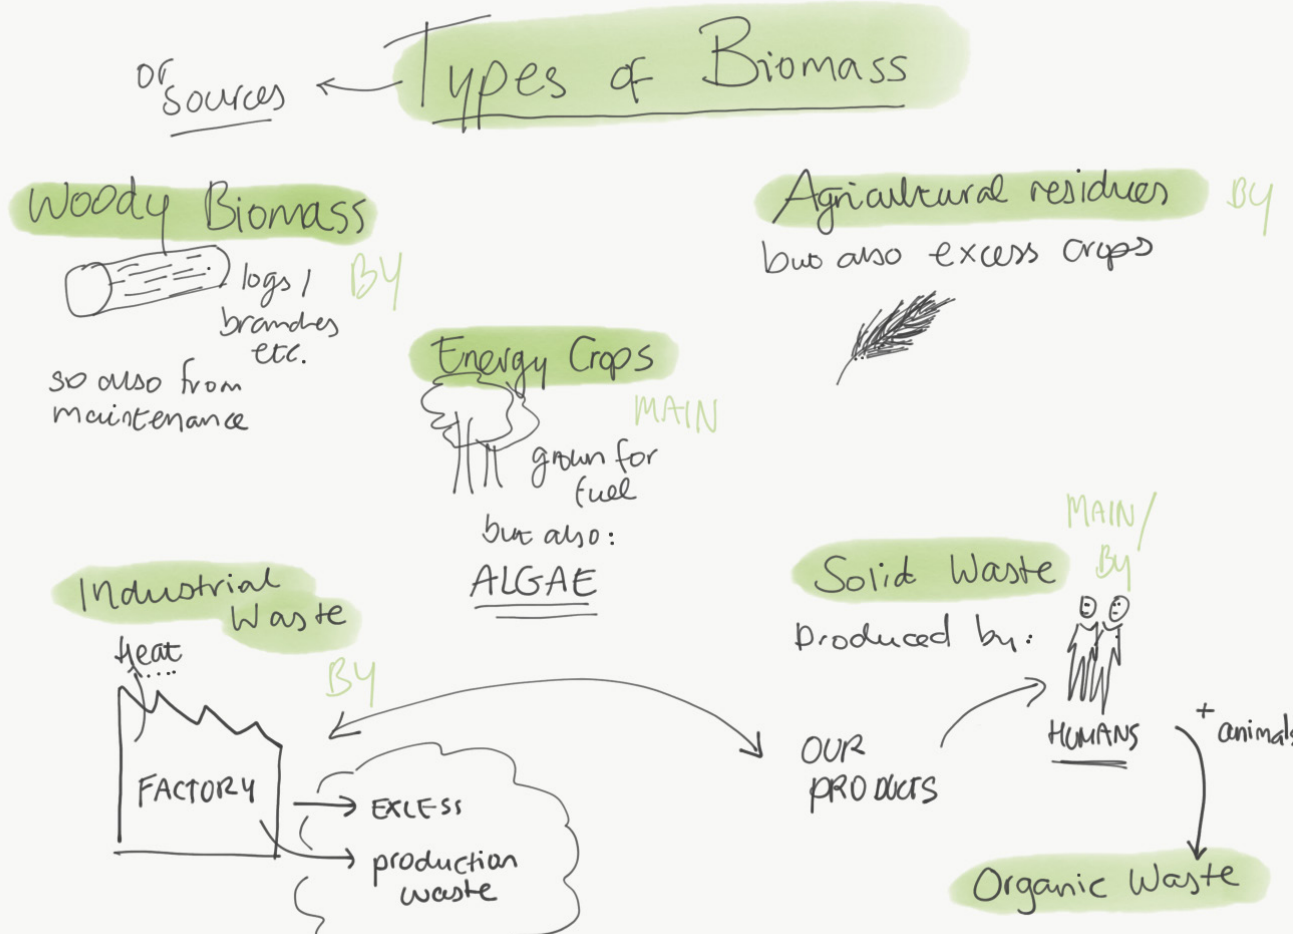 Types of Biomass
or
sources
Woody Biomass
BY
logs/
branches
etc.
so also from
maintenance
Agricultural residues
BY
but also excess crops
Energy Crops
MAIN
grown for
fuel
but also:
ALGAE
Industrial
Waste
BY
Heat
FACTORY
EXCESS
production
waste
Solid Waste
MAIN/
BY
Produced by:
OUR
PRODUCTS
HUMANS
+
animals
Organic Waste